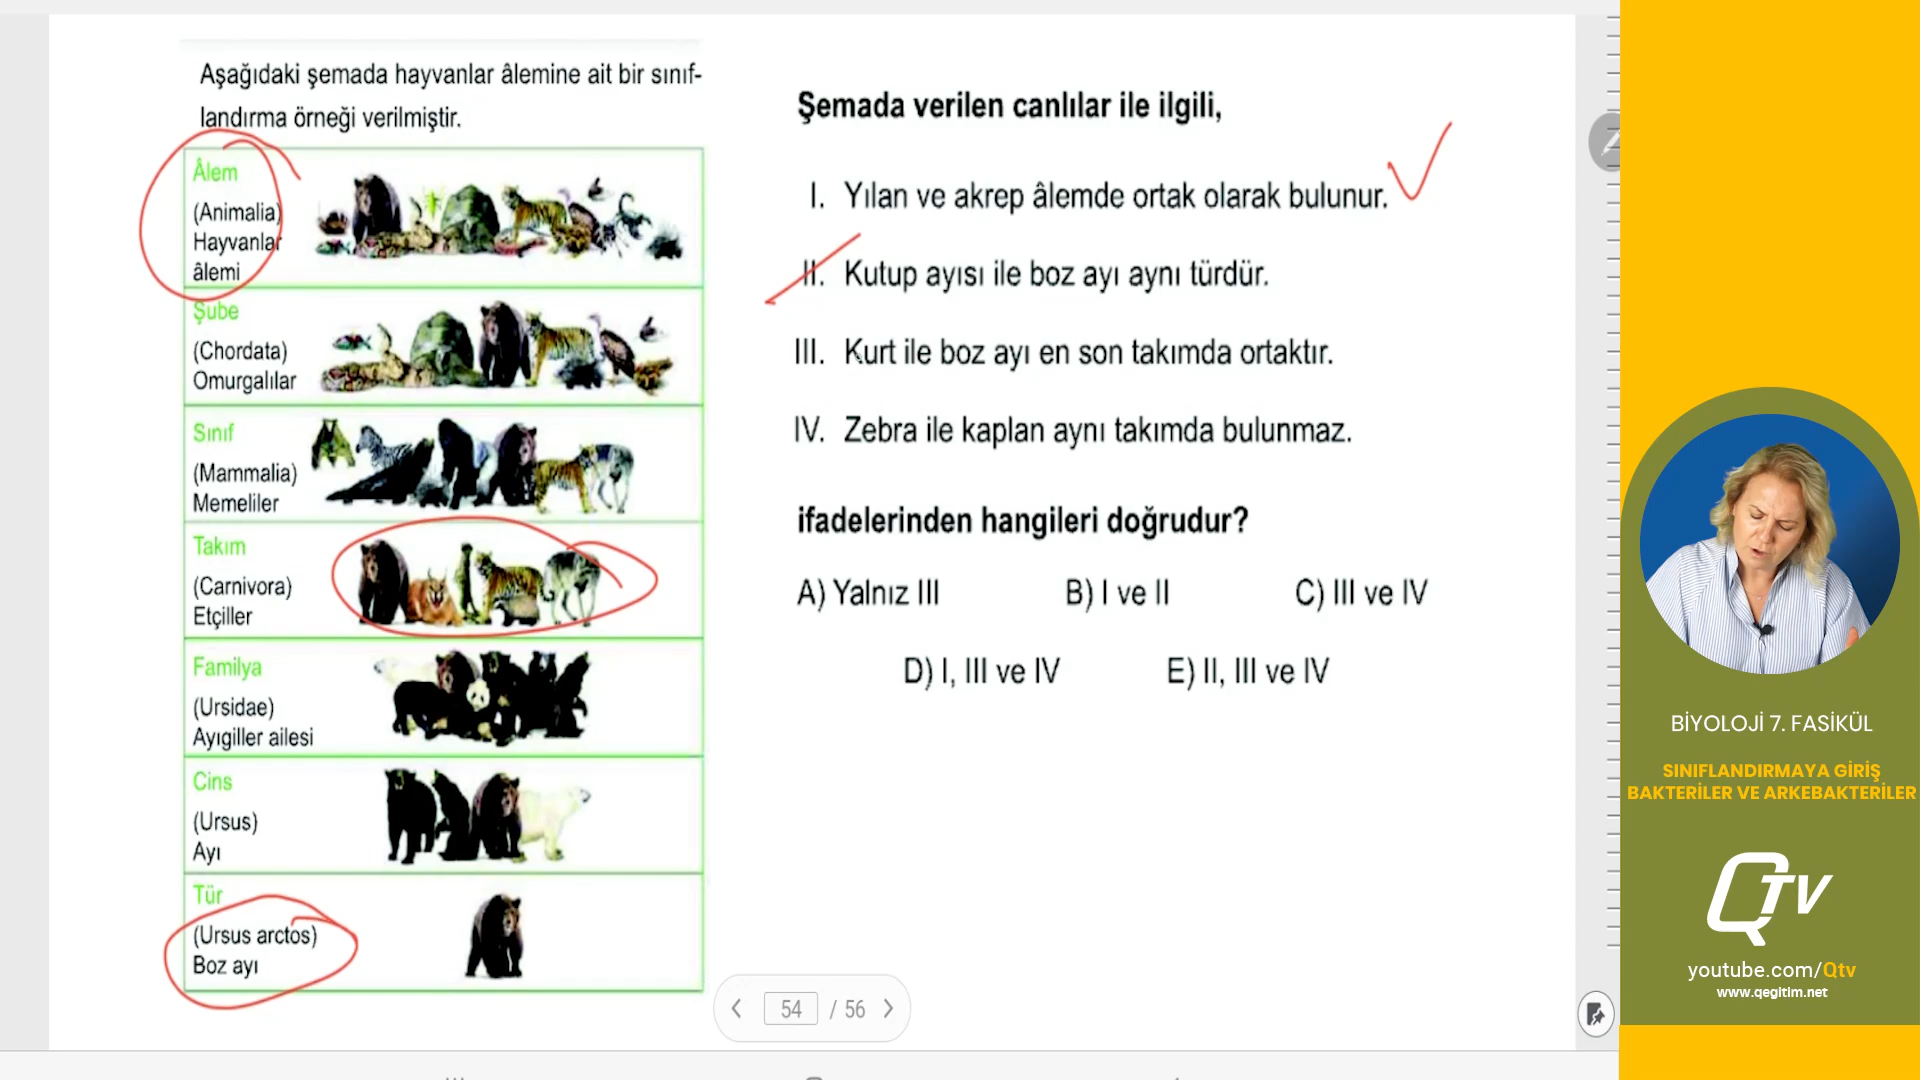 Aşağıdaki şemada hayvanlar âlemine ait bir sınıf-
landırma örneği verilmiştir.
Âlem
(Animalia)
Hayvanlar
âlemi
Şube
(Chordata)
Omurgalılar
Sınıf
(Mammalia)
Memeliler
Takım
(Carnivora)
Etçiller
Familya
(Ursidae)
Ayıgiller ailesi
Cins
(Ursus)
Ayı
Tür
(Ursus arctos)
Boz ayı
Şemada verilen canlılar ile ilgili,
I. Yılan ve akrep âlemde ortak olarak bulunur.
II. Kutup ayısı ile boz ayı aynı türdür.
III. Kurt ile boz ayı en son takımda ortaktır.
IV. Zebra ile kaplan aynı takımda bulunmaz.
ifadelerinden hangileri doğrudur?
A) Yalnız III B) I ve II C) III ve IV
D) I, III ve IV E) II, III ve IV
54 / 56
BİYOLOJİ 7. FASİKÜL
SINIFLANDIRMAYA GİRİŞ
BAKTERİLER VE ARKEBAKTERİLER
QTV
youtube.com/Qtv
www.qegitim.net